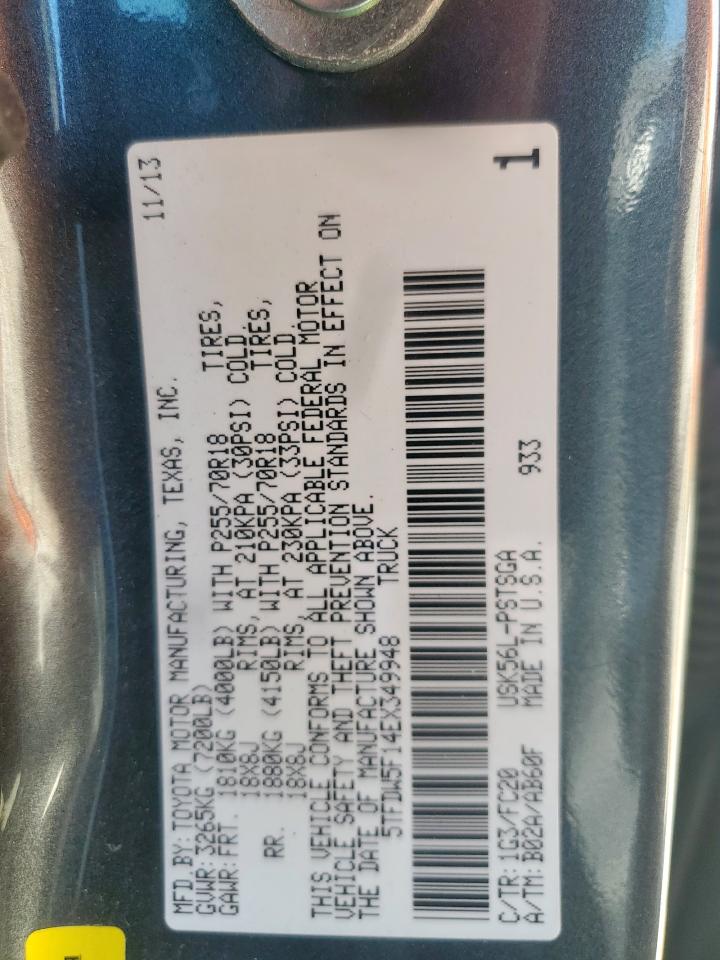 MFD.BY: TOYOTA MOTOR MANUFACTURING, TEXAS, INC. 11/13
GVWR: 3265KG (7200LB)
GAWR: FRT. 1810KG (4000LB) WITH P255/70R18 TIRES,
18X8J RIMS, AT 210KPA (30PSI) COLD.
RR. 1880KG (4150LB) WITH P255/70R18 TIRES,
18X8J RIMS, AT 230KPA (33PSI) COLD.
THIS VEHICLE CONFORMS TO ALL APPLICABLE FEDERAL MOTOR
VEHICLE SAFETY AND THEFT PREVENTION STANDARDS IN EFFECT ON
THE DATE OF MANUFACTURE SHOWN ABOVE.
5TFDW5F14EX349948 TRUCK
C/TR: 1G3/FC20 USK56L-PSTSGA 933 1
A/TM: B02A/AB60F MADE IN U.S.A.